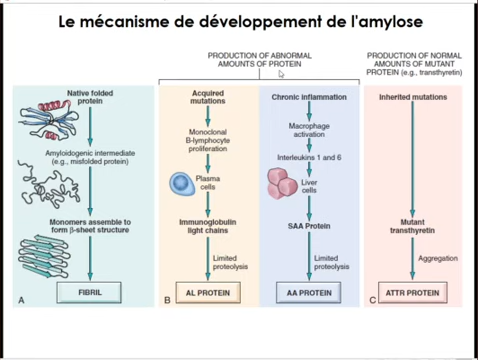 Le mécanisme de développement de l'amylose
PRODUCTION OF ABNORMAL
AMOUNTS OF PROTEIN
PRODUCTION OF NORMAL
AMOUNTS OF MUTANT
PROTEIN (e.g., transthyretin)
Native folded
protein
Amyloidogenic intermediate
(e.g., misfolded protein)
Monomers assemble to
form β-sheet structure
FIBRIL
A
Acquired
mutations
Monoclonal
B-lymphocyte
proliferation
Plasma
cells
Immunoglobulin
light chains
Limited
proteolysis
AL PROTEIN
B
Chronic inflammation
Macrophage
activation
Interleukins 1 and 6
Liver
cells
SAA Protein
Limited
proteolysis
AA PROTEIN
Inherited mutations
Mutant
transthyretin
Aggregation
C
ATTR PROTEIN